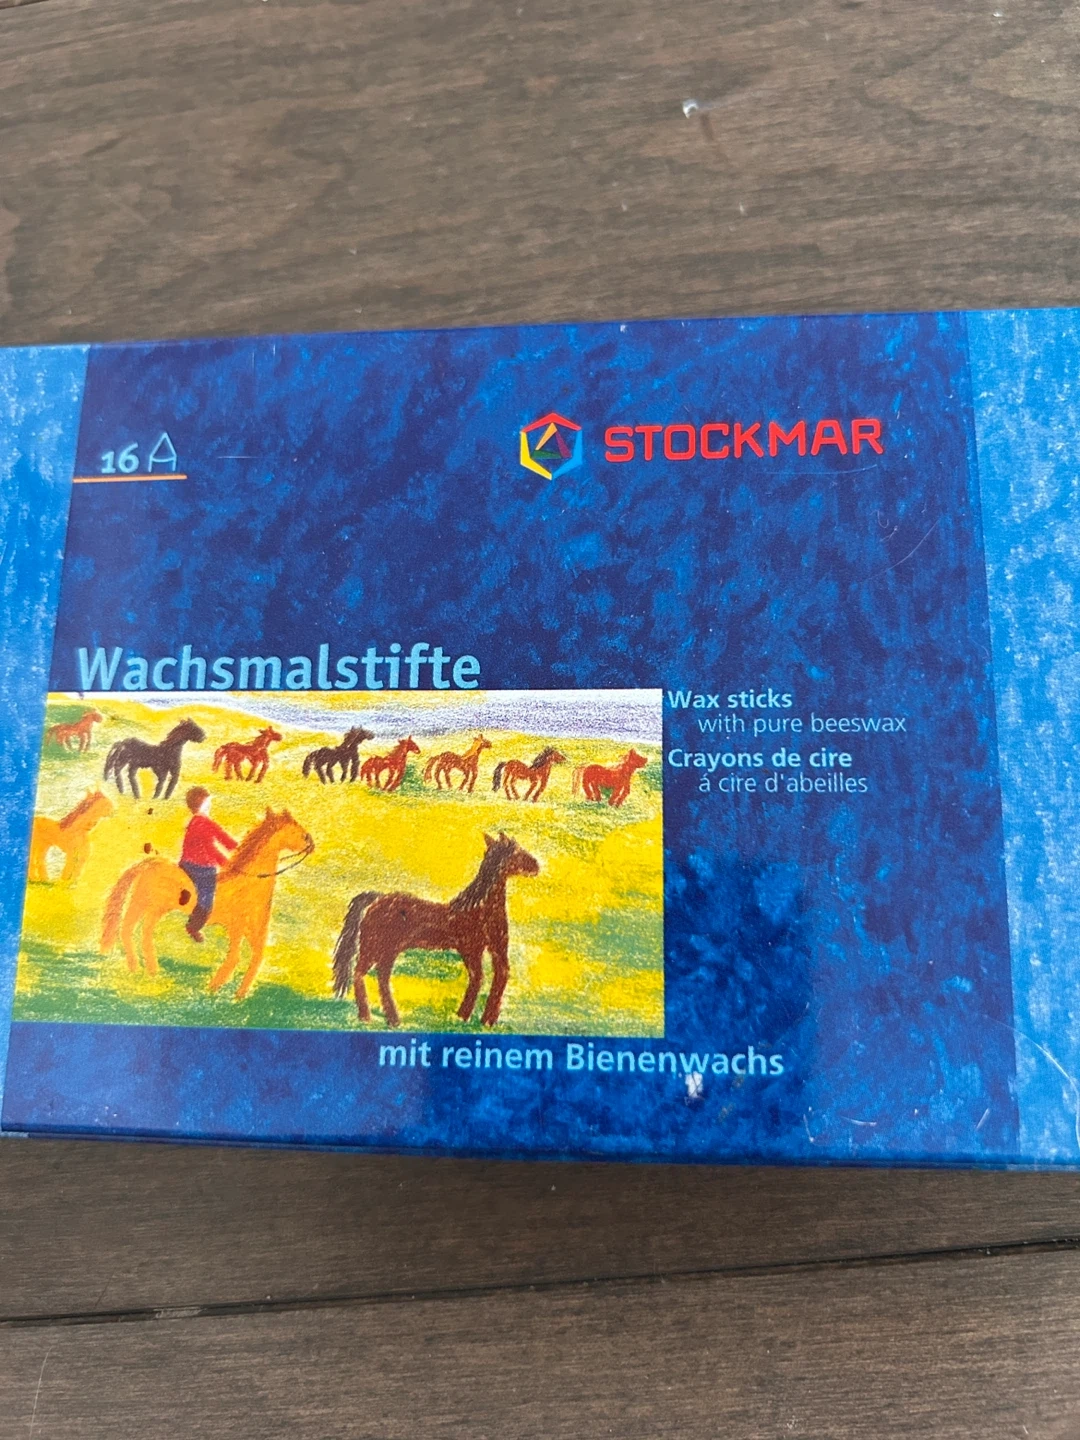 16
STOCKMAR
Wachsmalstifte
Wax sticks
with pure beeswax
Crayons de cire
á cire d'abeilles
mit reinem Bienenwachs